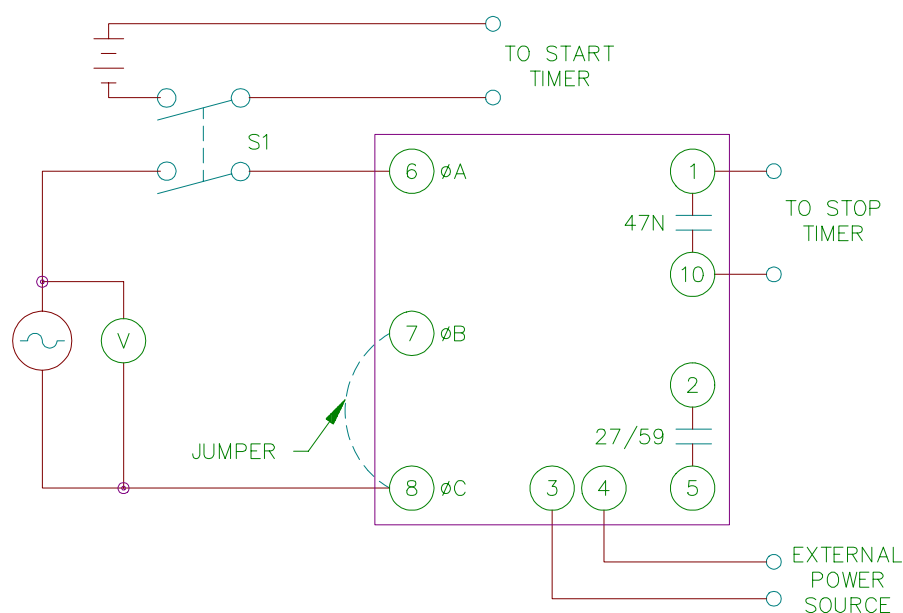 TO START
TIMER
S1
6 øA
1
TO STOP
TIMER
47N
10
V
7 øB
2
27/59
JUMPER
8 øC
3
4
5
EXTERNAL
POWER
SOURCE